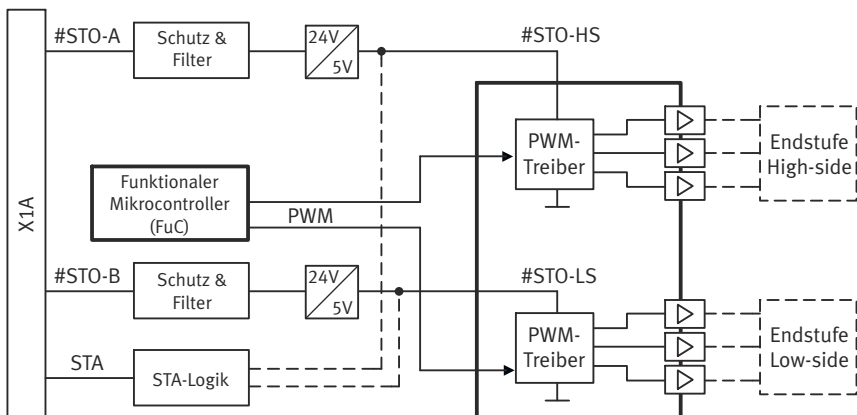 #STO-A
Schutz &
Filter
24V
5V
#STO-HS
PWM-
Treiber
Endstufe
High-side
X1A
Funktionaler
Mikrocontroller
(FuC)
PWM
#STO-B
Schutz &
Filter
24V
5V
#STO-LS
PWM-
Treiber
Endstufe
Low-side
STA
STA-Logik